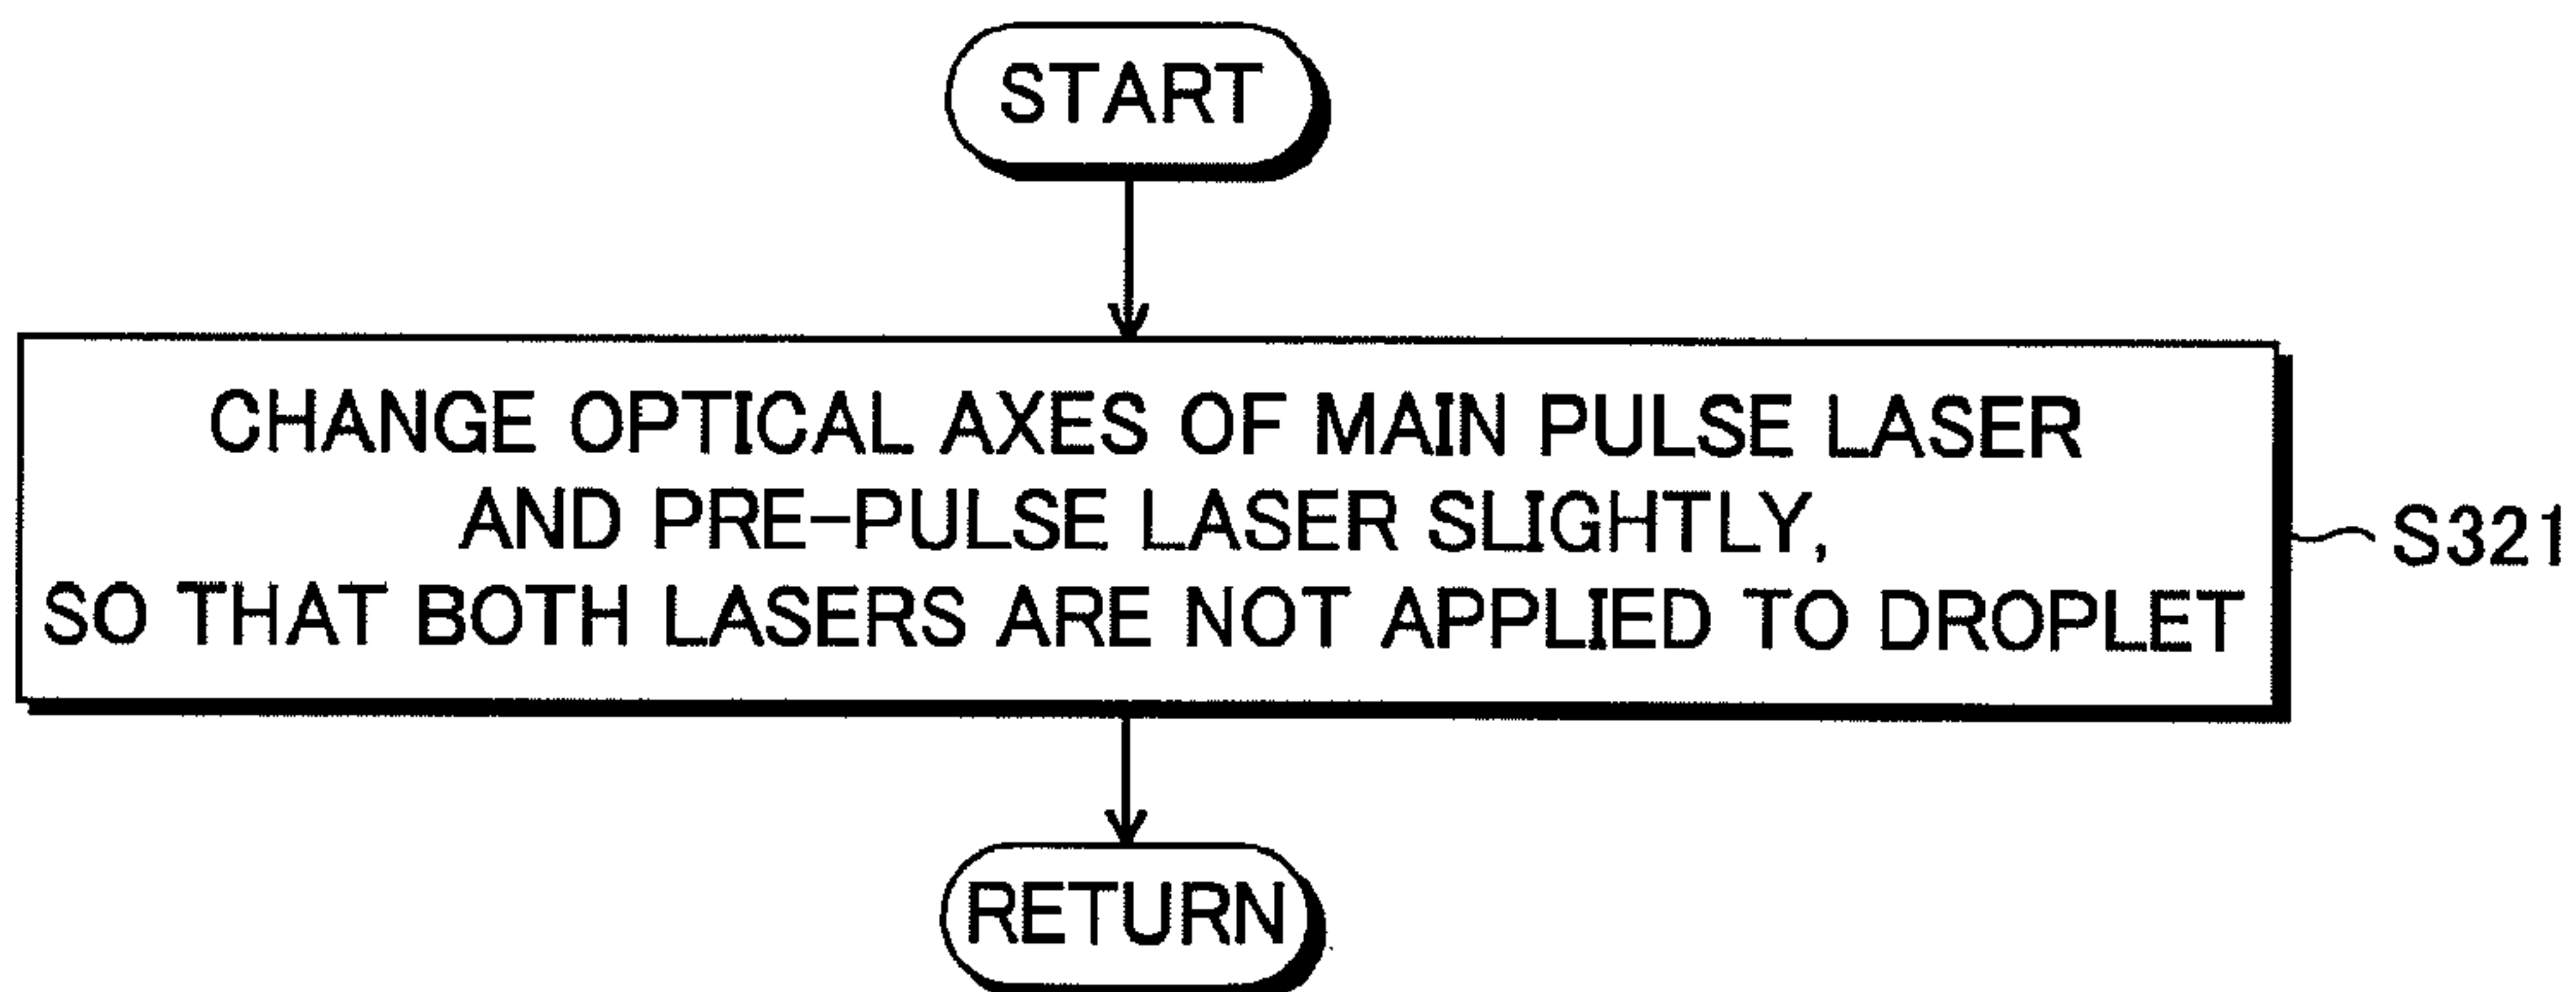 START
CHANGE OPTICAL AXES OF MAIN PULSE LASER
AND PRE-PULSE LASER SLIGHTLY,
SO THAT BOTH LASERS ARE NOT APPLIED TO DROPLET
S321
RETURN